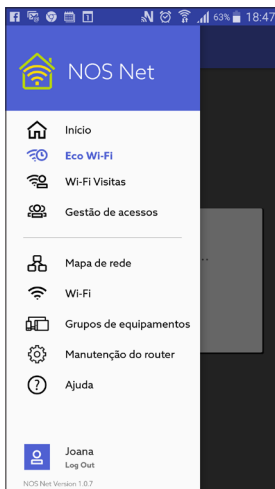 63% 18:47
NOS Net
Início
Eco Wi-Fi
Wi-Fi Visitas
Gestão de acessos
Mapa de rede
Wi-Fi
Grupos de equipamentos
Manutenção do router
Ajuda
Joana
Log Out
NOS Net Version 1.0.7